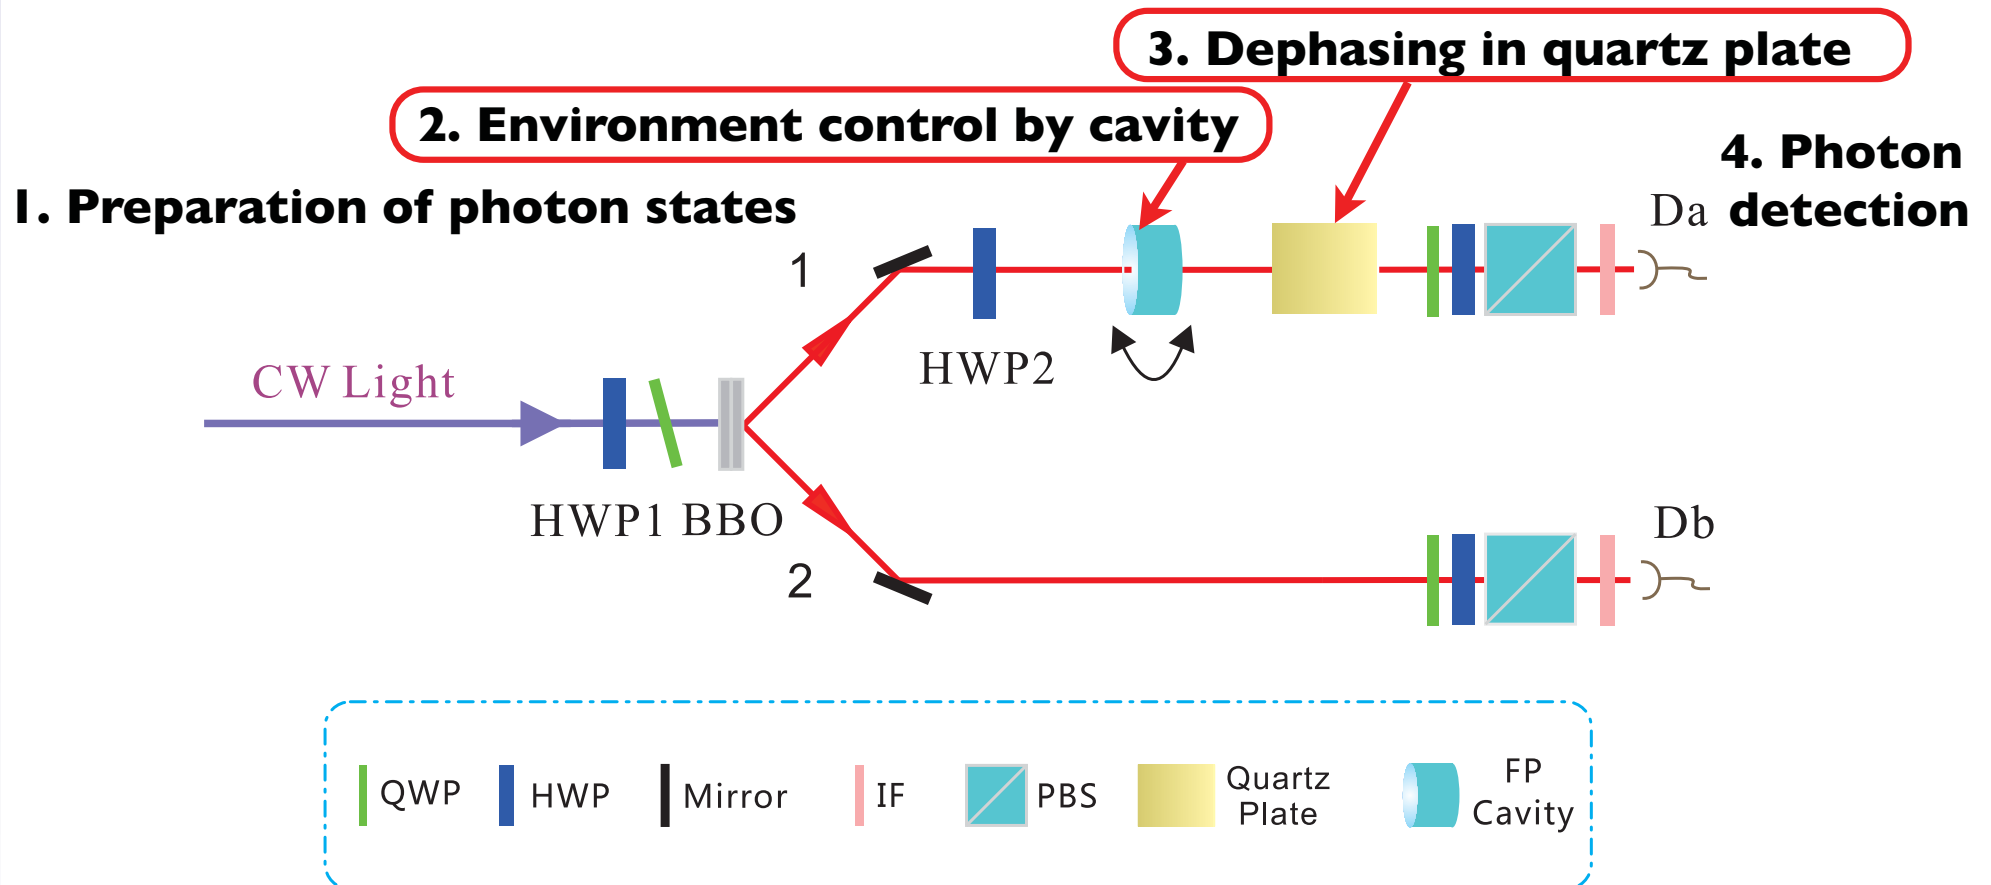 3. Dephasing in quartz plate
2. Environment control by cavity
4. Photon
detection
1. Preparation of photon states
Da
1
HWP2
CW Light
HWP1 BBO
2
Db
QWP
HWP
Mirror
IF
PBS
Quartz
Plate
FP
Cavity